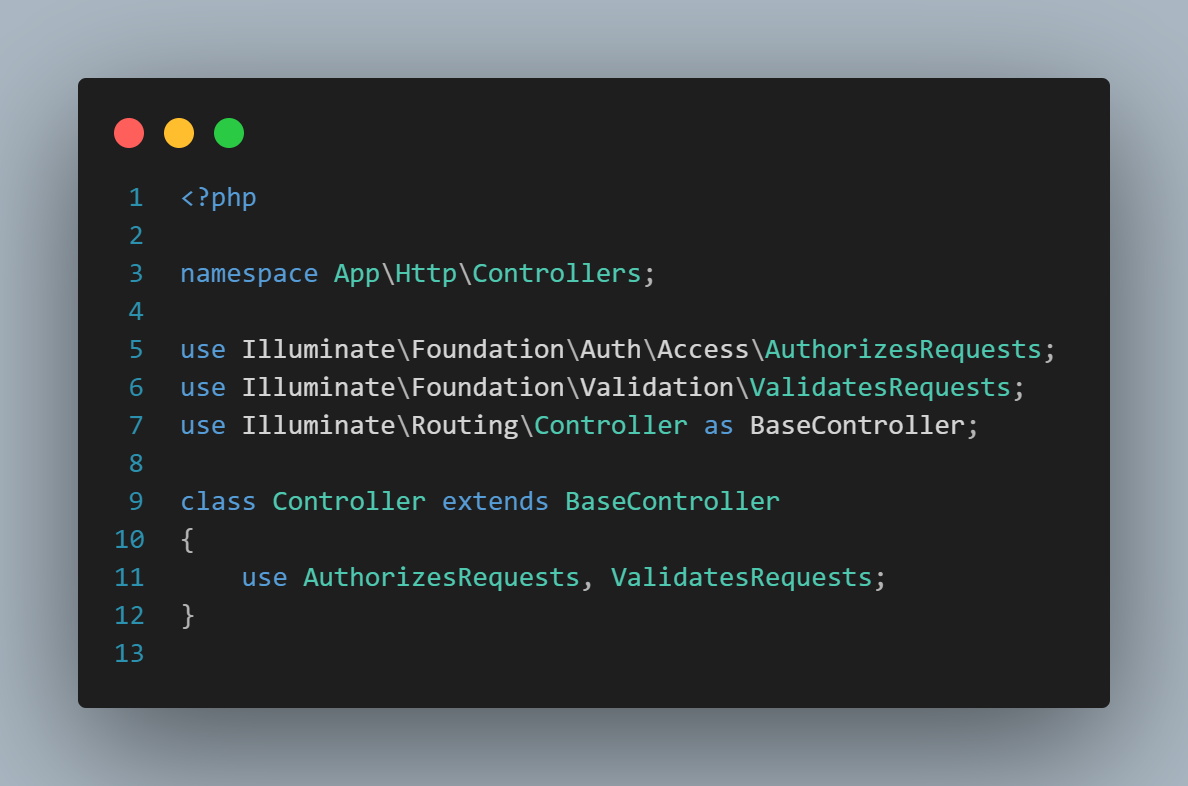 1 <?php
2
3 namespace App\Http\Controllers;
4
5 use Illuminate\Foundation\Auth\Access\AuthorizesRequests;
6 use Illuminate\Foundation\Validation\ValidatesRequests;
7 use Illuminate\Routing\Controller as BaseController;
8
9 class Controller extends BaseController
10 {
11     use AuthorizesRequests, ValidatesRequests;
12 }
13